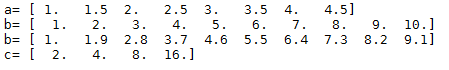 a= [ 1.   1.5  2.   2.5  3.   3.5  4.   4.5]
b= [  1.   2.   3.   4.   5.   6.   7.   8.   9.  10.]
b= [ 1.   1.9  2.8  3.7  4.6  5.5  6.4  7.3  8.2  9.1]
c= [  2.   4.   8.  16.]